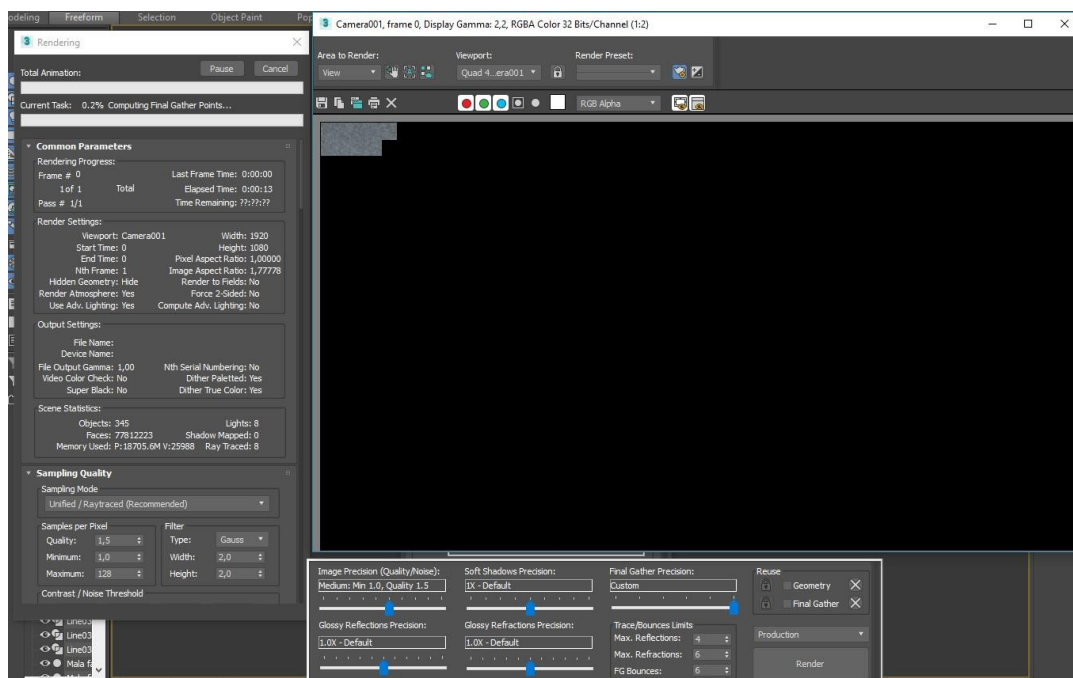 deling Freeform Selection Object Paint Pop
3 Rendering
Total Animation: Pause Cancel
Current Task: 0.2% Computing Final Gather Points...
Common Parameters
Rendering Progress:
Frame # 0 Last Frame Time: 0:00:00
1 of 1 Total Elapsed Time: 0:00:13
Pass # 1/1 Time Remaining: ??:??:??
Render Settings:
Viewport: Camera001 Width: 1920
Start Time: 0 Height: 1080
End Time: 0 Pixel Aspect Ratio: 1,00000
Nth Frame: 1 Image Aspect Ratio: 1,77778
Hidden Geometry: Hide Render to Fields: No
Render Atmosphere: Yes Force 2-Sided: No
Use Adv. Lighting: Yes Compute Adv. Lighting: No
Output Settings:
File Name:
Device Name:
File Output Gamma: 1,00 Nth Serial Numbering: No
Video Color Check: No Dither Paletted: Yes
Super Black: No Dither True Color: Yes
Scene Statistics:
Objects: 345 Lights: 8
Faces: 77812223 Shadow Mapped: 0
Memory Used: P:18705.6M V:25988 Ray Traced: 8
Sampling Quality
Sampling Mode
Unified / Raytraced (Recommended)
Samples per Pixel Filter
Quality: 1,5 Type: Gauss
Minimum: 1,0 Width: 2,0
Maximum: 128 Height: 2,0
Contrast / Noise Threshold
Line03
Line03
Line03
Mala fa
3 Camera001, frame 0, Display Gamma: 2,2, RGBA Color 32 Bits/Channel (1:2)
Area to Render: Viewport: Render Preset:
View Quad 4...era001
RGB Alpha
Image Precision (Quality/Noise): Soft Shadows Precision: Final Gather Precision: Reuse
Medium: Min 1.0, Quality 1.5 1X - Default Custom Geometry
Final Gather
Glossy Reflections Precision: Glossy Refractions Precision: Trace/Bounces Limits
1.0X - Default 1.0X - Default Max. Reflections: 4 Production
Max. Refractions: 6
FG Bounces: 6 Render